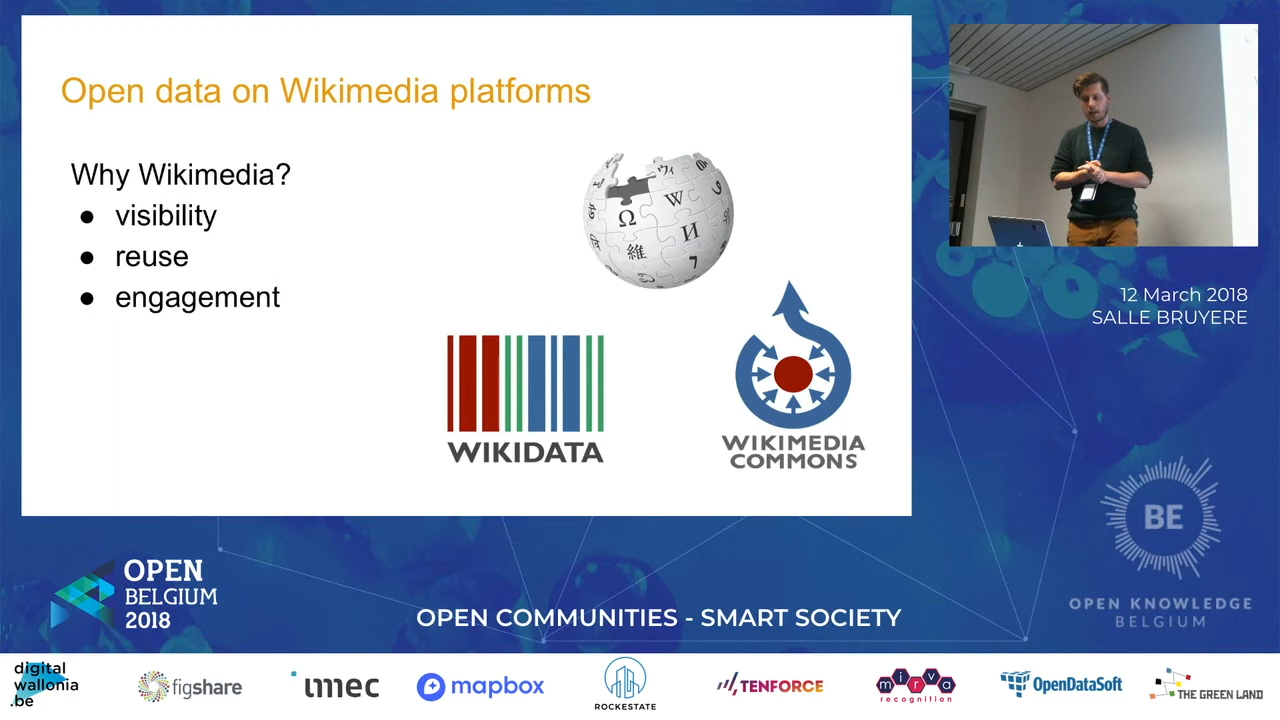 Open data on Wikimedia platforms
Why Wikimedia?
● visibility
● reuse
● engagement
Ω
W
И
維
WIKIDATA
WIKIMEDIA
COMMONS
12 March 2018
SALLE BRUYERE
BE
OPEN KNOWLEDGE
BELGIUM
OPEN
BELGIUM
2018
OPEN COMMUNITIES - SMART SOCIETY
digital
wallonia
.be
figshare
imec
mapbox
ROCKESTATE
TENFORCE
mirva
recognition
OpenDataSoft
THE GREEN LAND